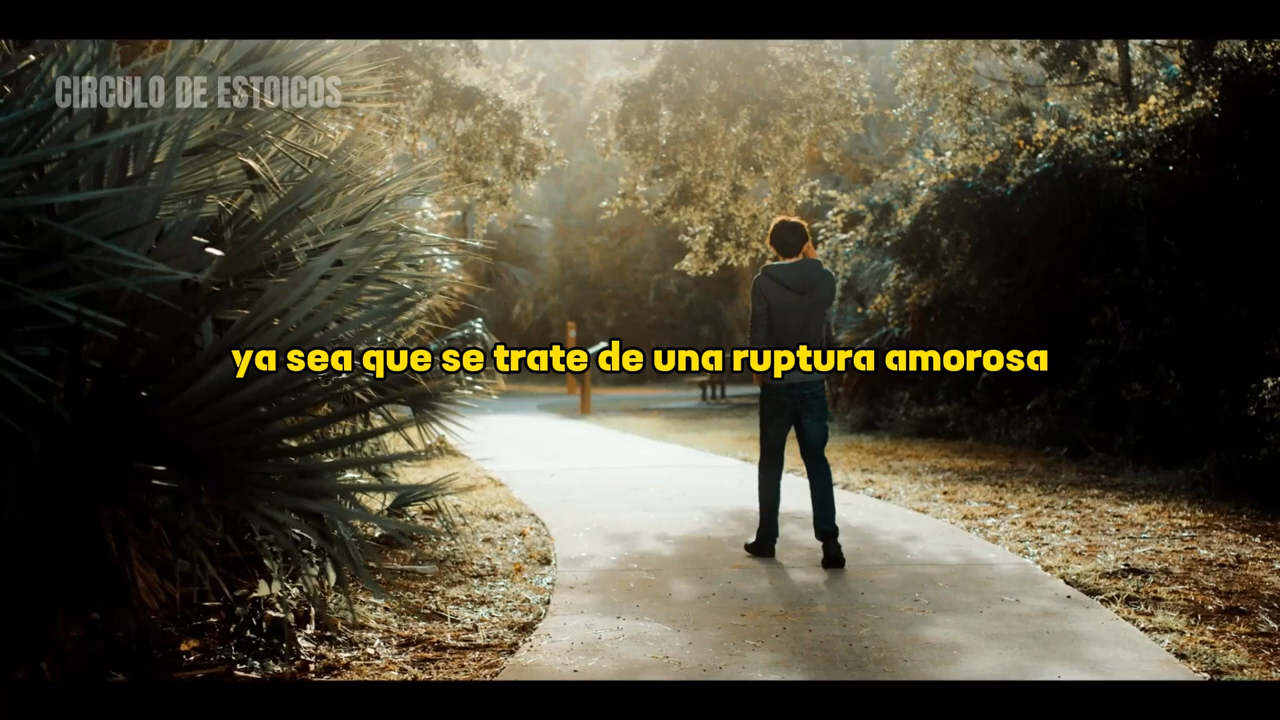 CIRCULO DE ESTOICOS
ya sea que se trate de una ruptura amorosa